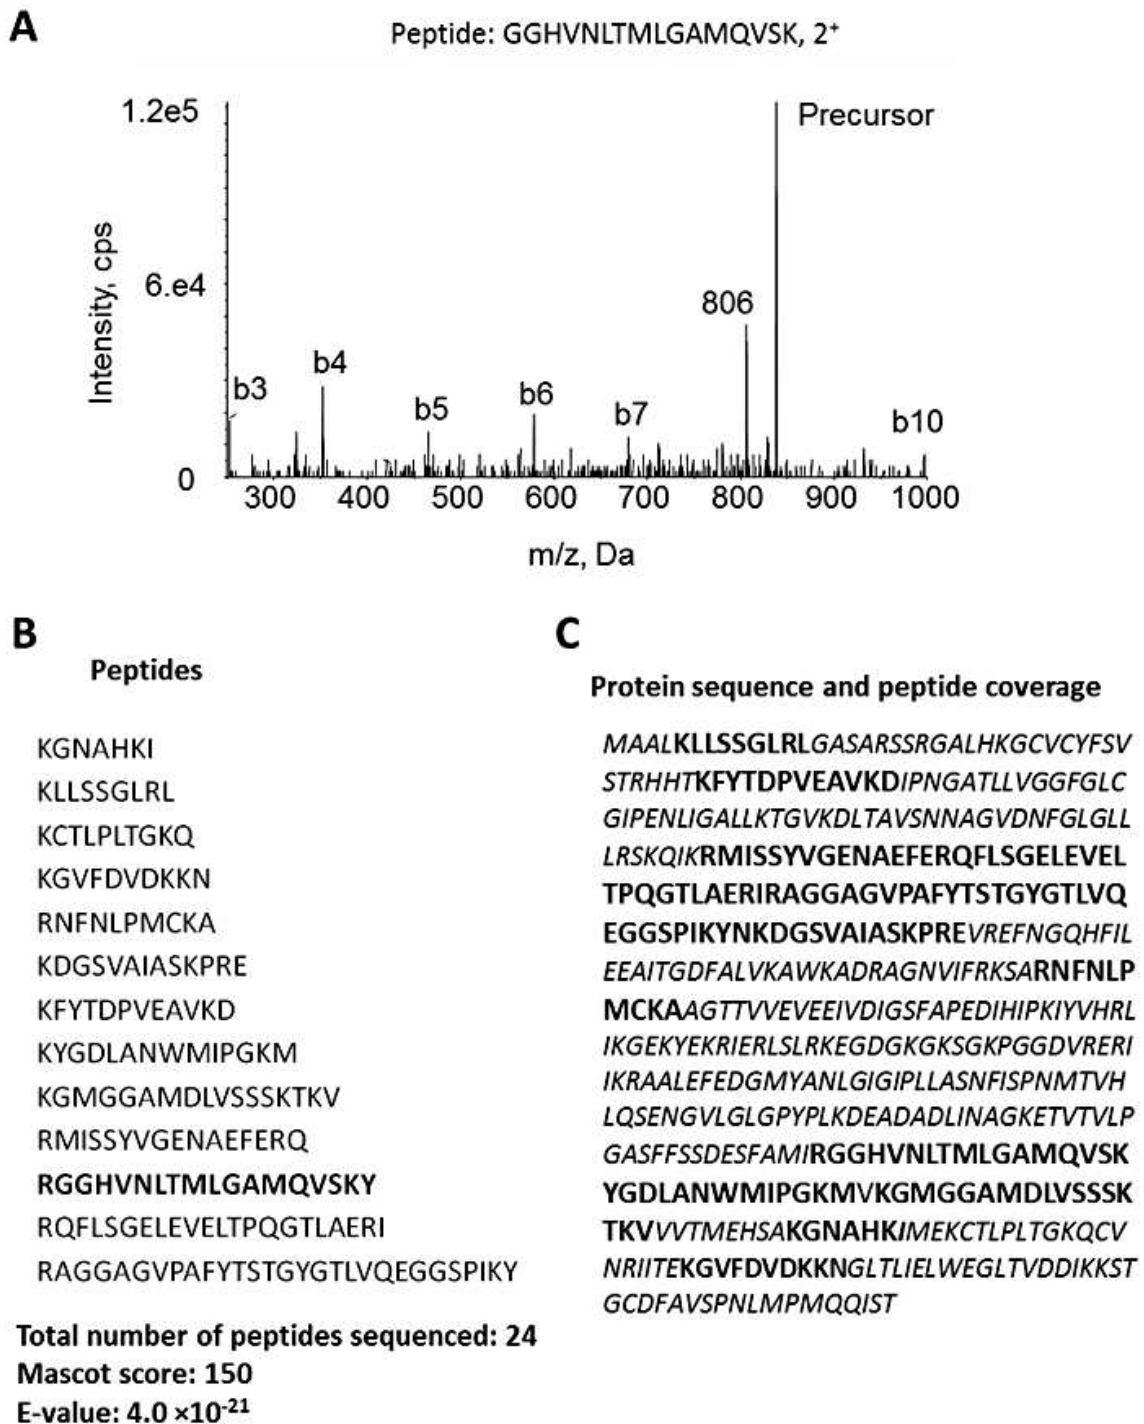 A
Peptide: GGHVNLTMLGAMQVSK, 2+
1.2e5
Precursor
Intensity, cps
6.e4
806
b3
b4
b5
b6
b7
b10
0
300 400 500 600 700 800 900 1000
m/z, Da
B
Peptides
KGNAHKI
KLLSSGLRL
KCTLPLTGKQ
KGVFDVDKKN
RNFNLPMCKA
KDGSVAIASKPRE
KFYTDPVEAVKD
KYGDLANWMIPGKM
KGMGGAMDLVSSSKTKV
RMISSYVGENAEFERQ
RGGHVNLTMLGAMQVSKY
RQFLSGELEVELTPQGTLAERI
RAGGAGVPAFYTSTGYGTLVQEGGSPIKY
Total number of peptides sequenced: 24
Mascot score: 150
E-value: 4.0 ×10-21
C
Protein sequence and peptide coverage
MAALKLLSSGLRLGASARSSRGALHKGCVCYFSV
STRHHTKFYTDPVEAVKDIPNGATLLVGGFGLC
GIPENLIGALLKTGVKDLTAVSNNAGVDNFGLGLL
LRSKQIKRMISSYVGENAEFERQFLSGELEVEL
TPQGTLAERIRAGGAGVPAFYTSTGYGTLVQ
EGGSPIKYNKDGSVAIASKPREVREFNGQHFIL
EEAITGDFALVKAWKADRAGNVIFRKSARNFNLP
MCKAAGTTVVEVEEIVDIGSFAPEDIHIPKIYVHRL
IKGEKYEKRIERLSLRKEGDGKGKSGKPGGDVRERI
IKRAALEFEDGMYANLGIGIPLLASNFISPNMTVH
LQSENGVLGLGPYPLKDEADADLINAGKETVTVLP
GASFFSSDESFAMIRGGHVNLTMLGAMQVSK
YGDLANWMIPGKMVKGMGGAMDLVSSSK
TKVVVTMEHSAKGNAHKIMEKCTLPLTGKQCV
NRIITEKGVFDVDKKNGLTLIELWEGLTVDDIKKST
GCDFAVSPNLMPMQQIST